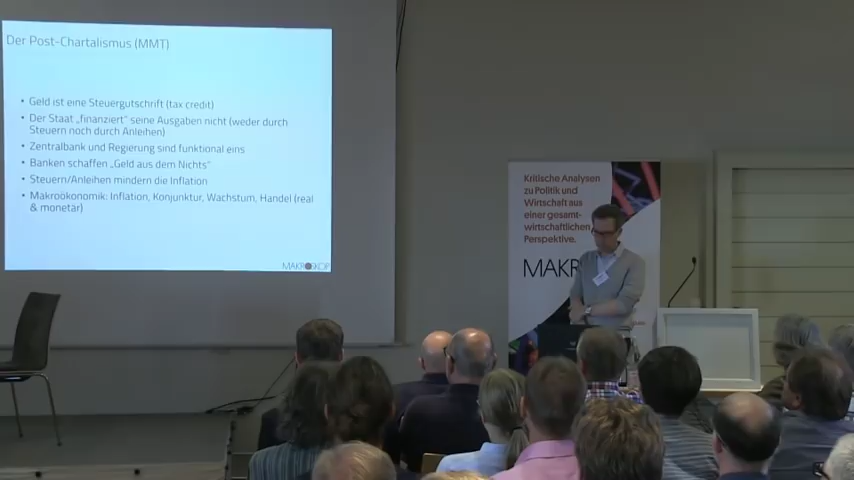 Der Post-Chartalismus (MMT)
• Geld ist eine Steuergutschrift (tax credit)
• Der Staat „finanziert“ seine Ausgaben nicht (weder durch
Steuern noch durch Anleihen)
• Zentralbank und Regierung sind funktional eins
• Banken schaffen „Geld aus dem Nichts“
• Steuern/Anleihen mindern die Inflation
• Makroökonomik: Inflation, Konjunktur, Wachstum, Handel (real
& monetär)
MAKROSKOP
Kritische Analysen
zu Politik und
Wirtschaft aus
einer gesamt-
wirtschaftlichen
Perspektive.
MAKR